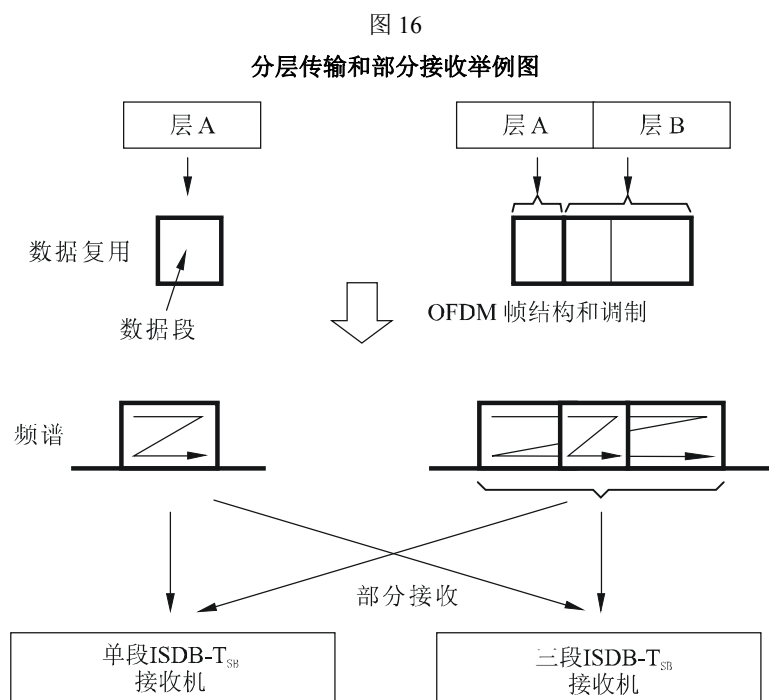 图 16
分层传输和部分接收举例图
层 A
层 A
层 B
数据复用
数据段
OFDM 帧结构和调制
频谱
部分接收
单段ISDB-T_SB
接收机
三段ISDB-T_SB
接收机